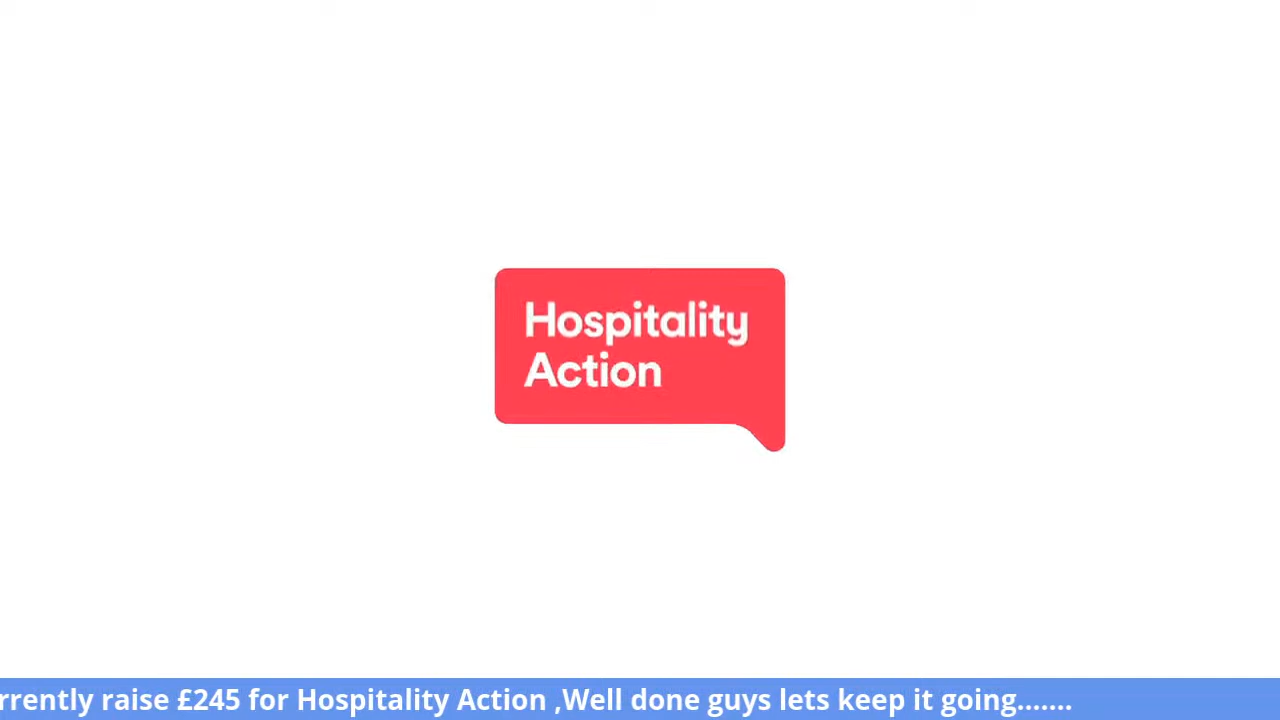 Hospitality
Action
rrently raise £245 for Hospitality Action ,Well done guys lets keep it going.......